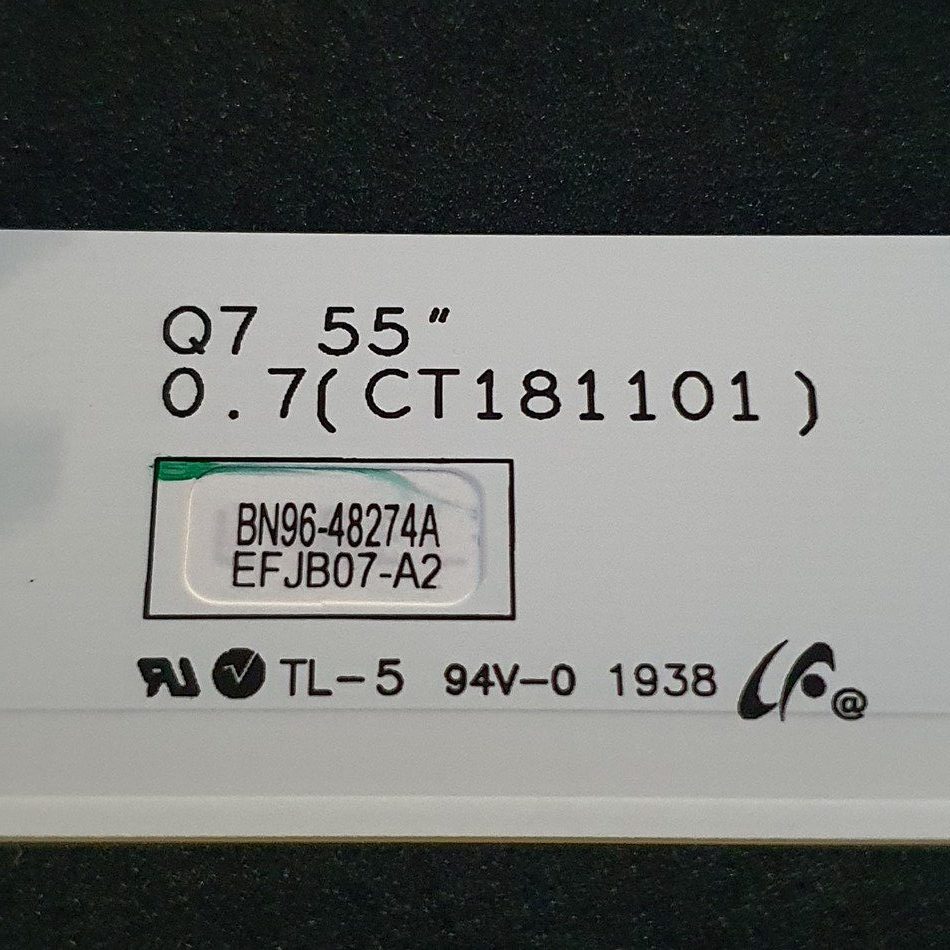 Q7 55"
0.7(CT181101)
BN96-48274A
EFJB07-A2
TL-5 94V-0 1938 @